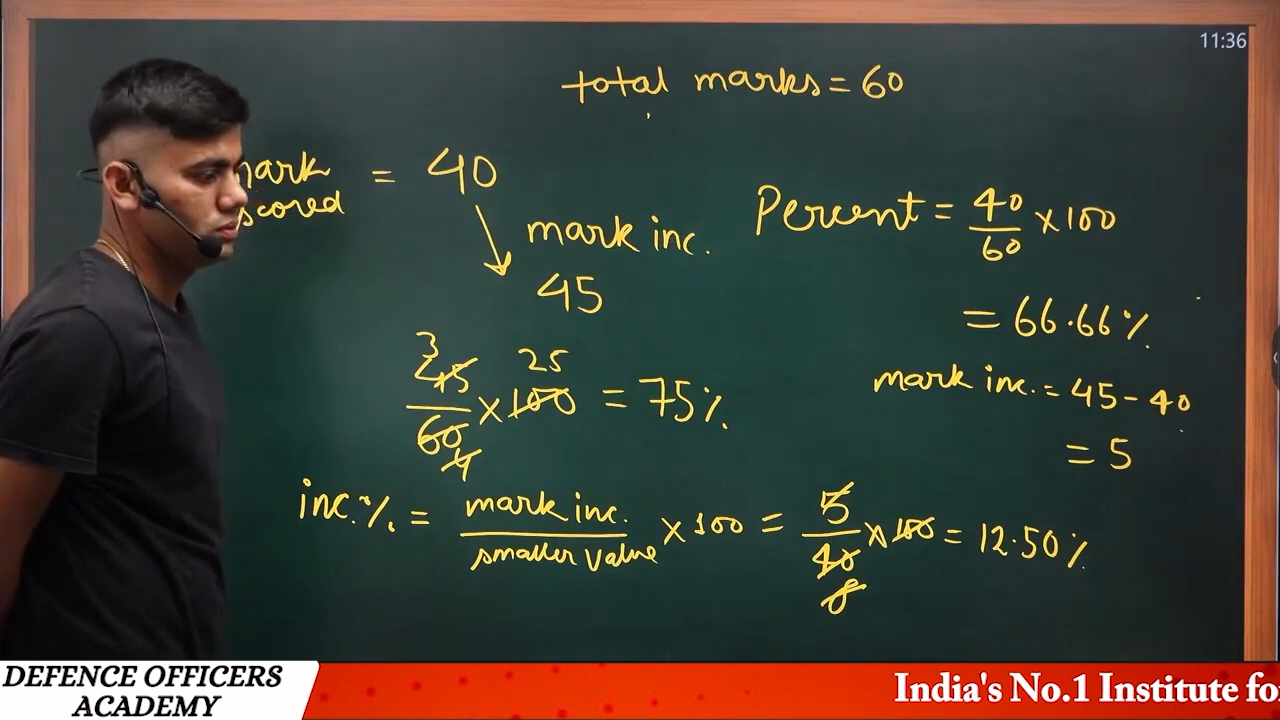 11:36
total marks = 60
mark scored = 40
mark inc.
45
Percent = 40/60 × 100
= 66.66%
3 25
45/60 × 100 = 75%
4
mark inc. = 45 - 40
= 5
inc.% = mark inc./smaller value × 100 = 5/40 × 100 = 12.50%
8
DEFENCE OFFICERS
ACADEMY
India's No.1 Institute fo